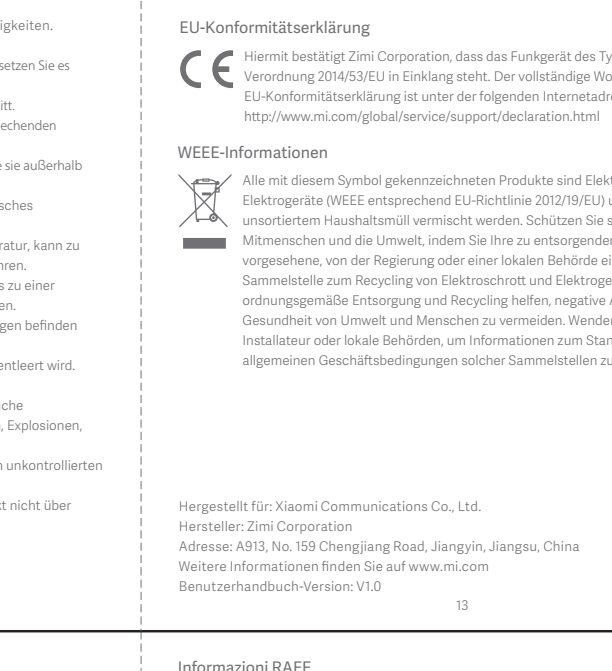 igkeiten.
setzen Sie es
itt.
echenden
e sie außerhalb
sches
ratur, kann zu
hren.
s zu einer
en.
gen befinden
entleert wird.
che
, Explosionen,
n unkontrollierten
kt nicht über
EU-Konformitätserklärung
CE
Hiermit bestätigt Zimi Corporation, dass das Funkgerät des Ty
Verordnung 2014/53/EU in Einklang steht. Der vollständige Wo
EU-Konformitätserklärung ist unter der folgenden Internetadre
http://www.mi.com/global/service/support/declaration.html
WEEE-Informationen
Alle mit diesem Symbol gekennzeichneten Produkte sind Elekt
Elektrogeräte (WEEE entsprechend EU-Richtlinie 2012/19/EU) u
unsortiertem Haushaltsmüll vermischt werden. Schützen Sie s
Mitmenschen und die Umwelt, indem Sie Ihre zu entsorgenden
vorgesehene, von der Regierung oder einer lokalen Behörde ei
Sammelstelle zum Recycling von Elektroschrott und Elektroge
ordnungsgemäße Entsorgung und Recycling helfen, negative A
Gesundheit von Umwelt und Menschen zu vermeiden. Wenden
Installateur oder lokale Behörden, um Informationen zum Stan
allgemeinen Geschäftsbedingungen solcher Sammelstellen zu
Hergestellt für: Xiaomi Communications Co., Ltd.
Hersteller: Zimi Corporation
Adresse: A913, No. 159 Chengjiang Road, Jiangyin, Jiangsu, China
Weitere Informationen finden Sie auf www.mi.com
Benutzerhandbuch-Version: V1.0
13
Informazioni RAEE